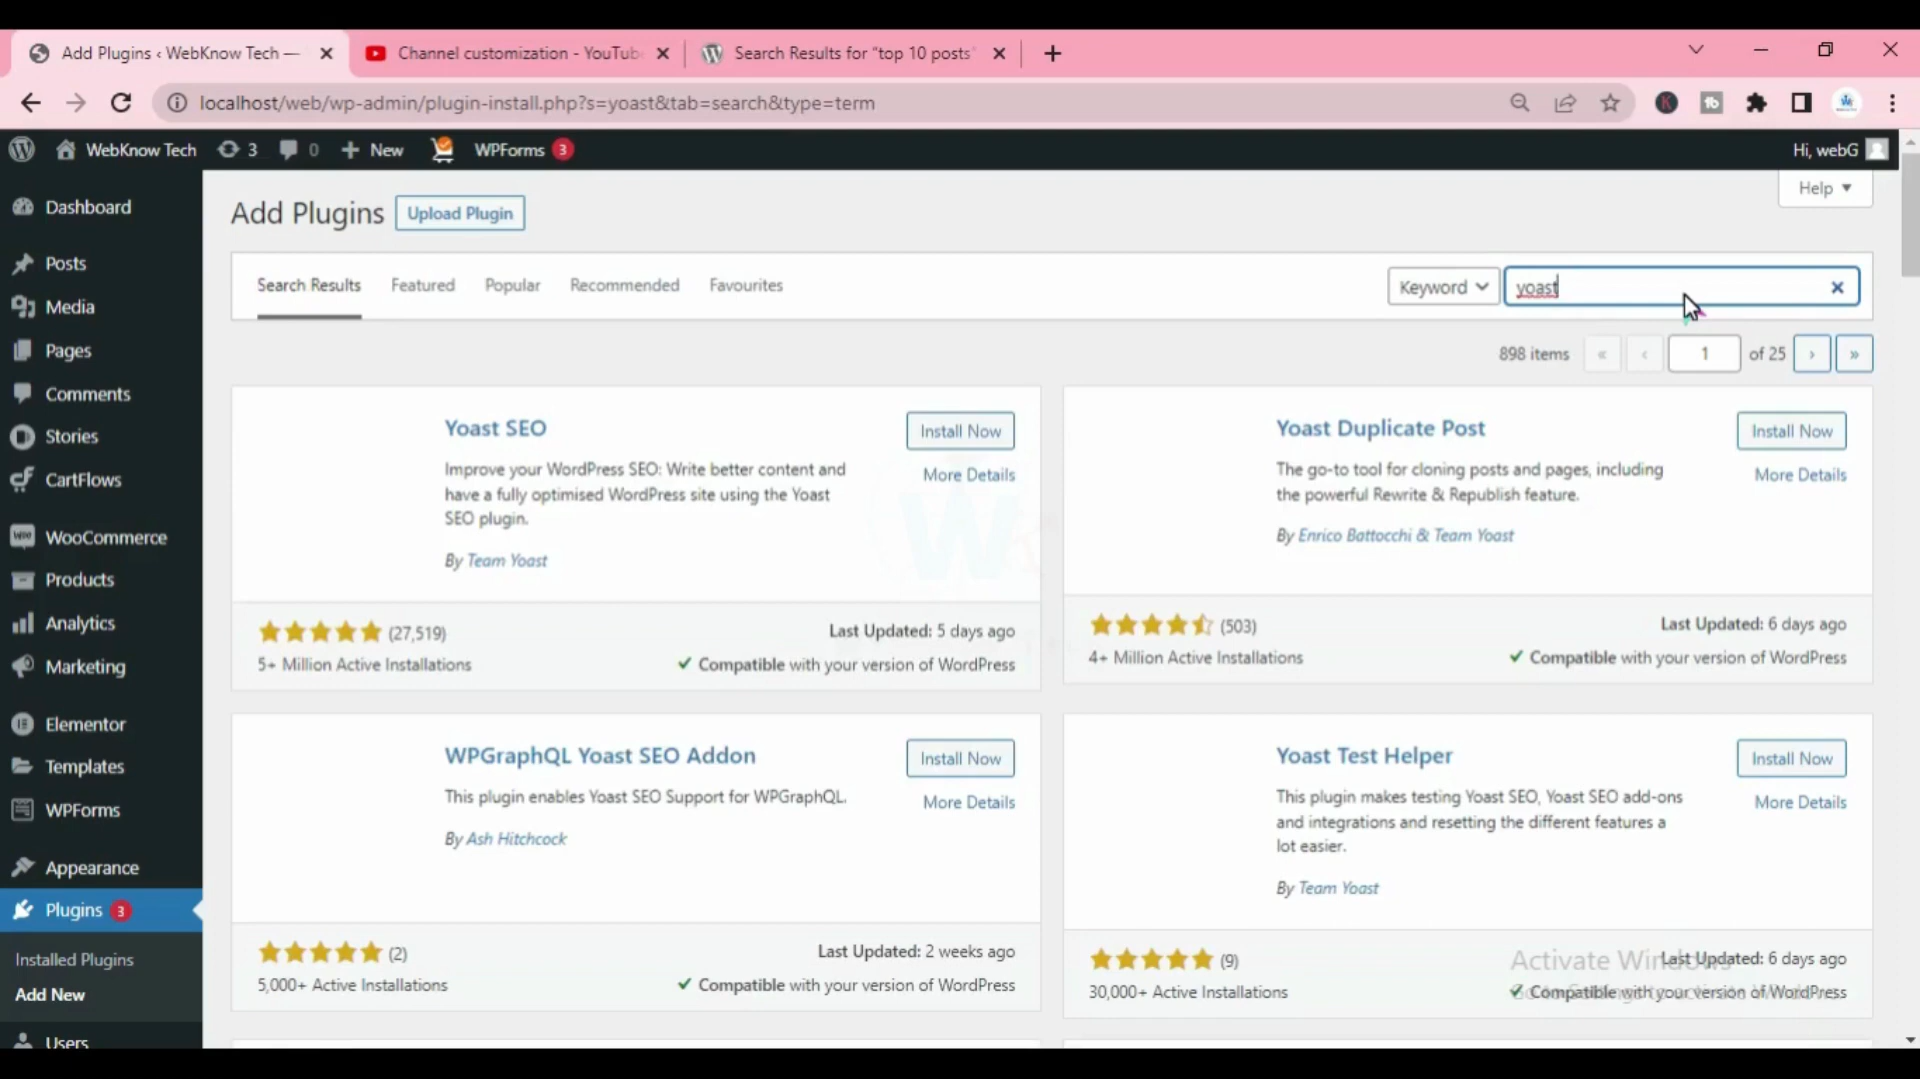 Add Plugins ‹ WebKnow Tech —
Channel customization - YouTub
Search Results for "top 10 posts"
localhost/web/wp-admin/plugin-install.php?s=yoast&tab=search&type=term
WebKnow Tech 3 0 New WPForms 3
Hi, webG
Help
Dashboard
Posts
Media
Pages
Comments
Stories
CartFlows
WooCommerce
Products
Analytics
Marketing
Elementor
Templates
WPForms
Appearance
Plugins 3
Installed Plugins
Add New
Users
Add Plugins Upload Plugin
Search Results Featured Popular Recommended Favourites
Keyword yoast
898 items « ‹ 1 of 25 › »
Yoast SEO
Install Now
More Details
Improve your WordPress SEO: Write better content and
have a fully optimised WordPress site using the Yoast
SEO plugin.
By Team Yoast
(27,519)
Last Updated: 5 days ago
5+ Million Active Installations
Compatible with your version of WordPress
Yoast Duplicate Post
Install Now
More Details
The go-to tool for cloning posts and pages, including
the powerful Rewrite & Republish feature.
By Enrico Battocchi & Team Yoast
(503)
Last Updated: 6 days ago
4+ Million Active Installations
Compatible with your version of WordPress
WPGraphQL Yoast SEO Addon
Install Now
More Details
This plugin enables Yoast SEO Support for WPGraphQL.
By Ash Hitchcock
(2)
Last Updated: 2 weeks ago
5,000+ Active Installations
Compatible with your version of WordPress
Yoast Test Helper
Install Now
More Details
This plugin makes testing Yoast SEO, Yoast SEO add-ons
and integrations and resetting the different features a
lot easier.
By Team Yoast
(9)
Last Updated: 6 days ago
30,000+ Active Installations
Compatible with your version of WordPress
Activate Windows